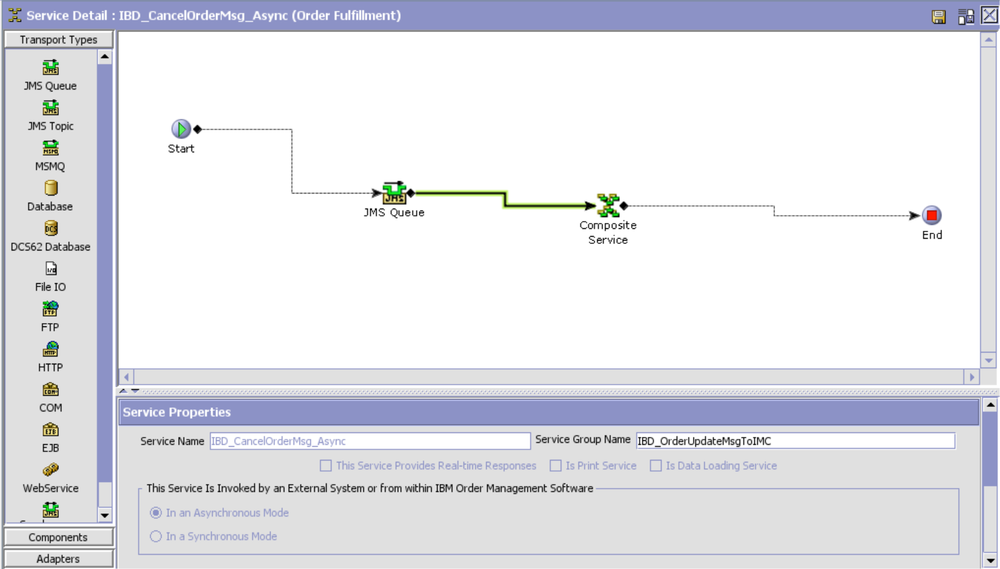 Service Detail : IBD_CancelOrderMsg_Async (Order Fulfillment)
Transport Types
JMS Queue
JMS Topic
MSMQ
Database
DCS62 Database
File IO
FTP
HTTP
COM
EJB
WebService
Components
Adapters
Start
JMS Queue
Composite
Service
End
Service Properties
Service Name IBD_CancelOrderMsg_Async Service Group Name IBD_OrderUpdateMsgToIMC
This Service Provides Real-time Responses Is Print Service Is Data Loading Service
This Service Is Invoked by an External System or from within IBM Order Management Software
In an Asynchronous Mode
In a Synchronous Mode